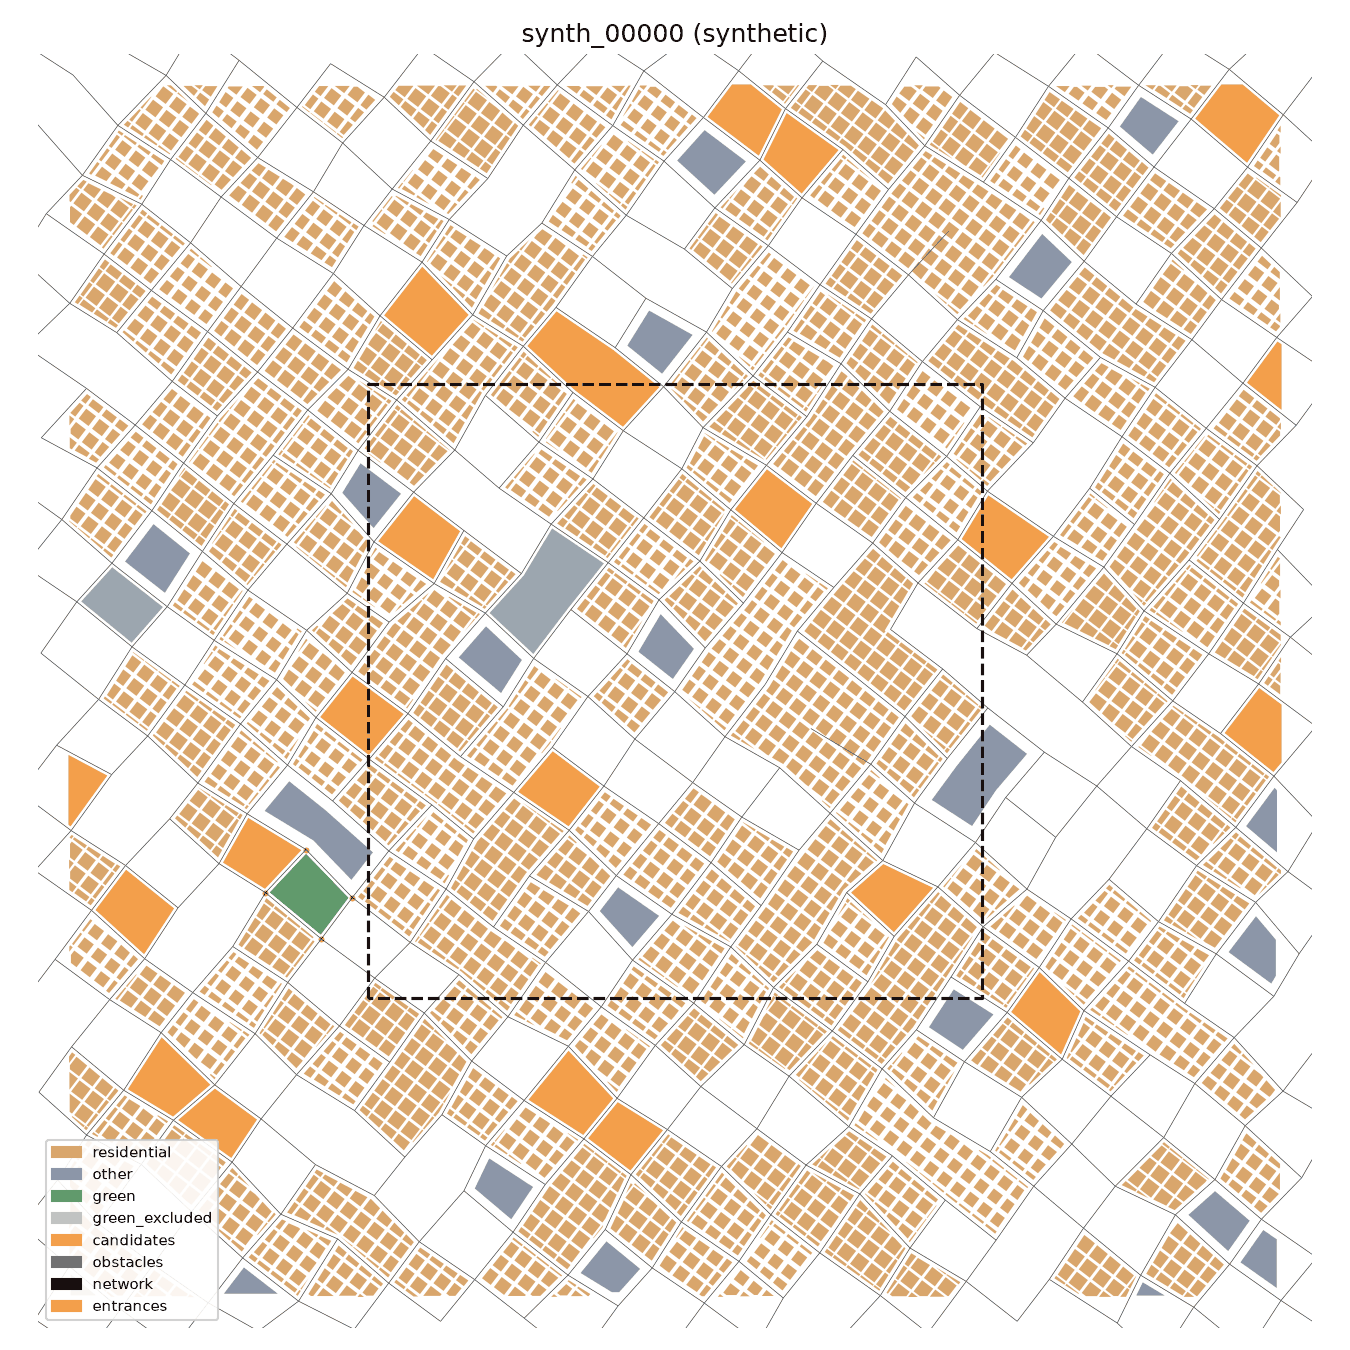 synth_00000 (synthetic)
residential
other
green
green_excluded
candidates
obstacles
network
entrances